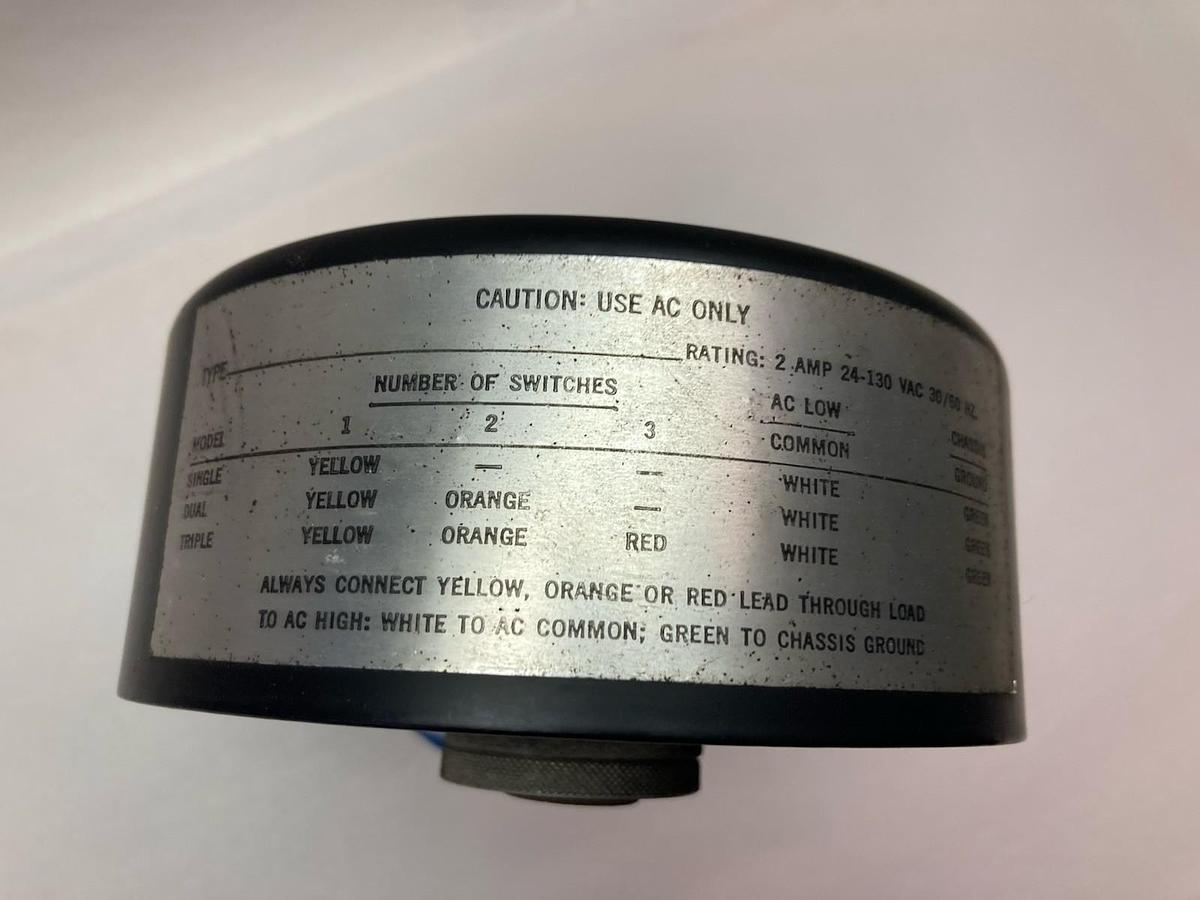 CAUTION: USE AC ONLY
TYPE RATING: 2 AMP 24-130 VAC 30/60 HZ.
NUMBER OF SWITCHES AC LOW CHASSIS
MODEL 1 2 3 COMMON GROUND
SINGLE YELLOW — — WHITE GREEN
DUAL YELLOW ORANGE — WHITE GREEN
TRIPLE YELLOW ORANGE RED WHITE GREEN
ALWAYS CONNECT YELLOW, ORANGE OR RED LEAD THROUGH LOAD
TO AC HIGH: WHITE TO AC COMMON; GREEN TO CHASSIS GROUND